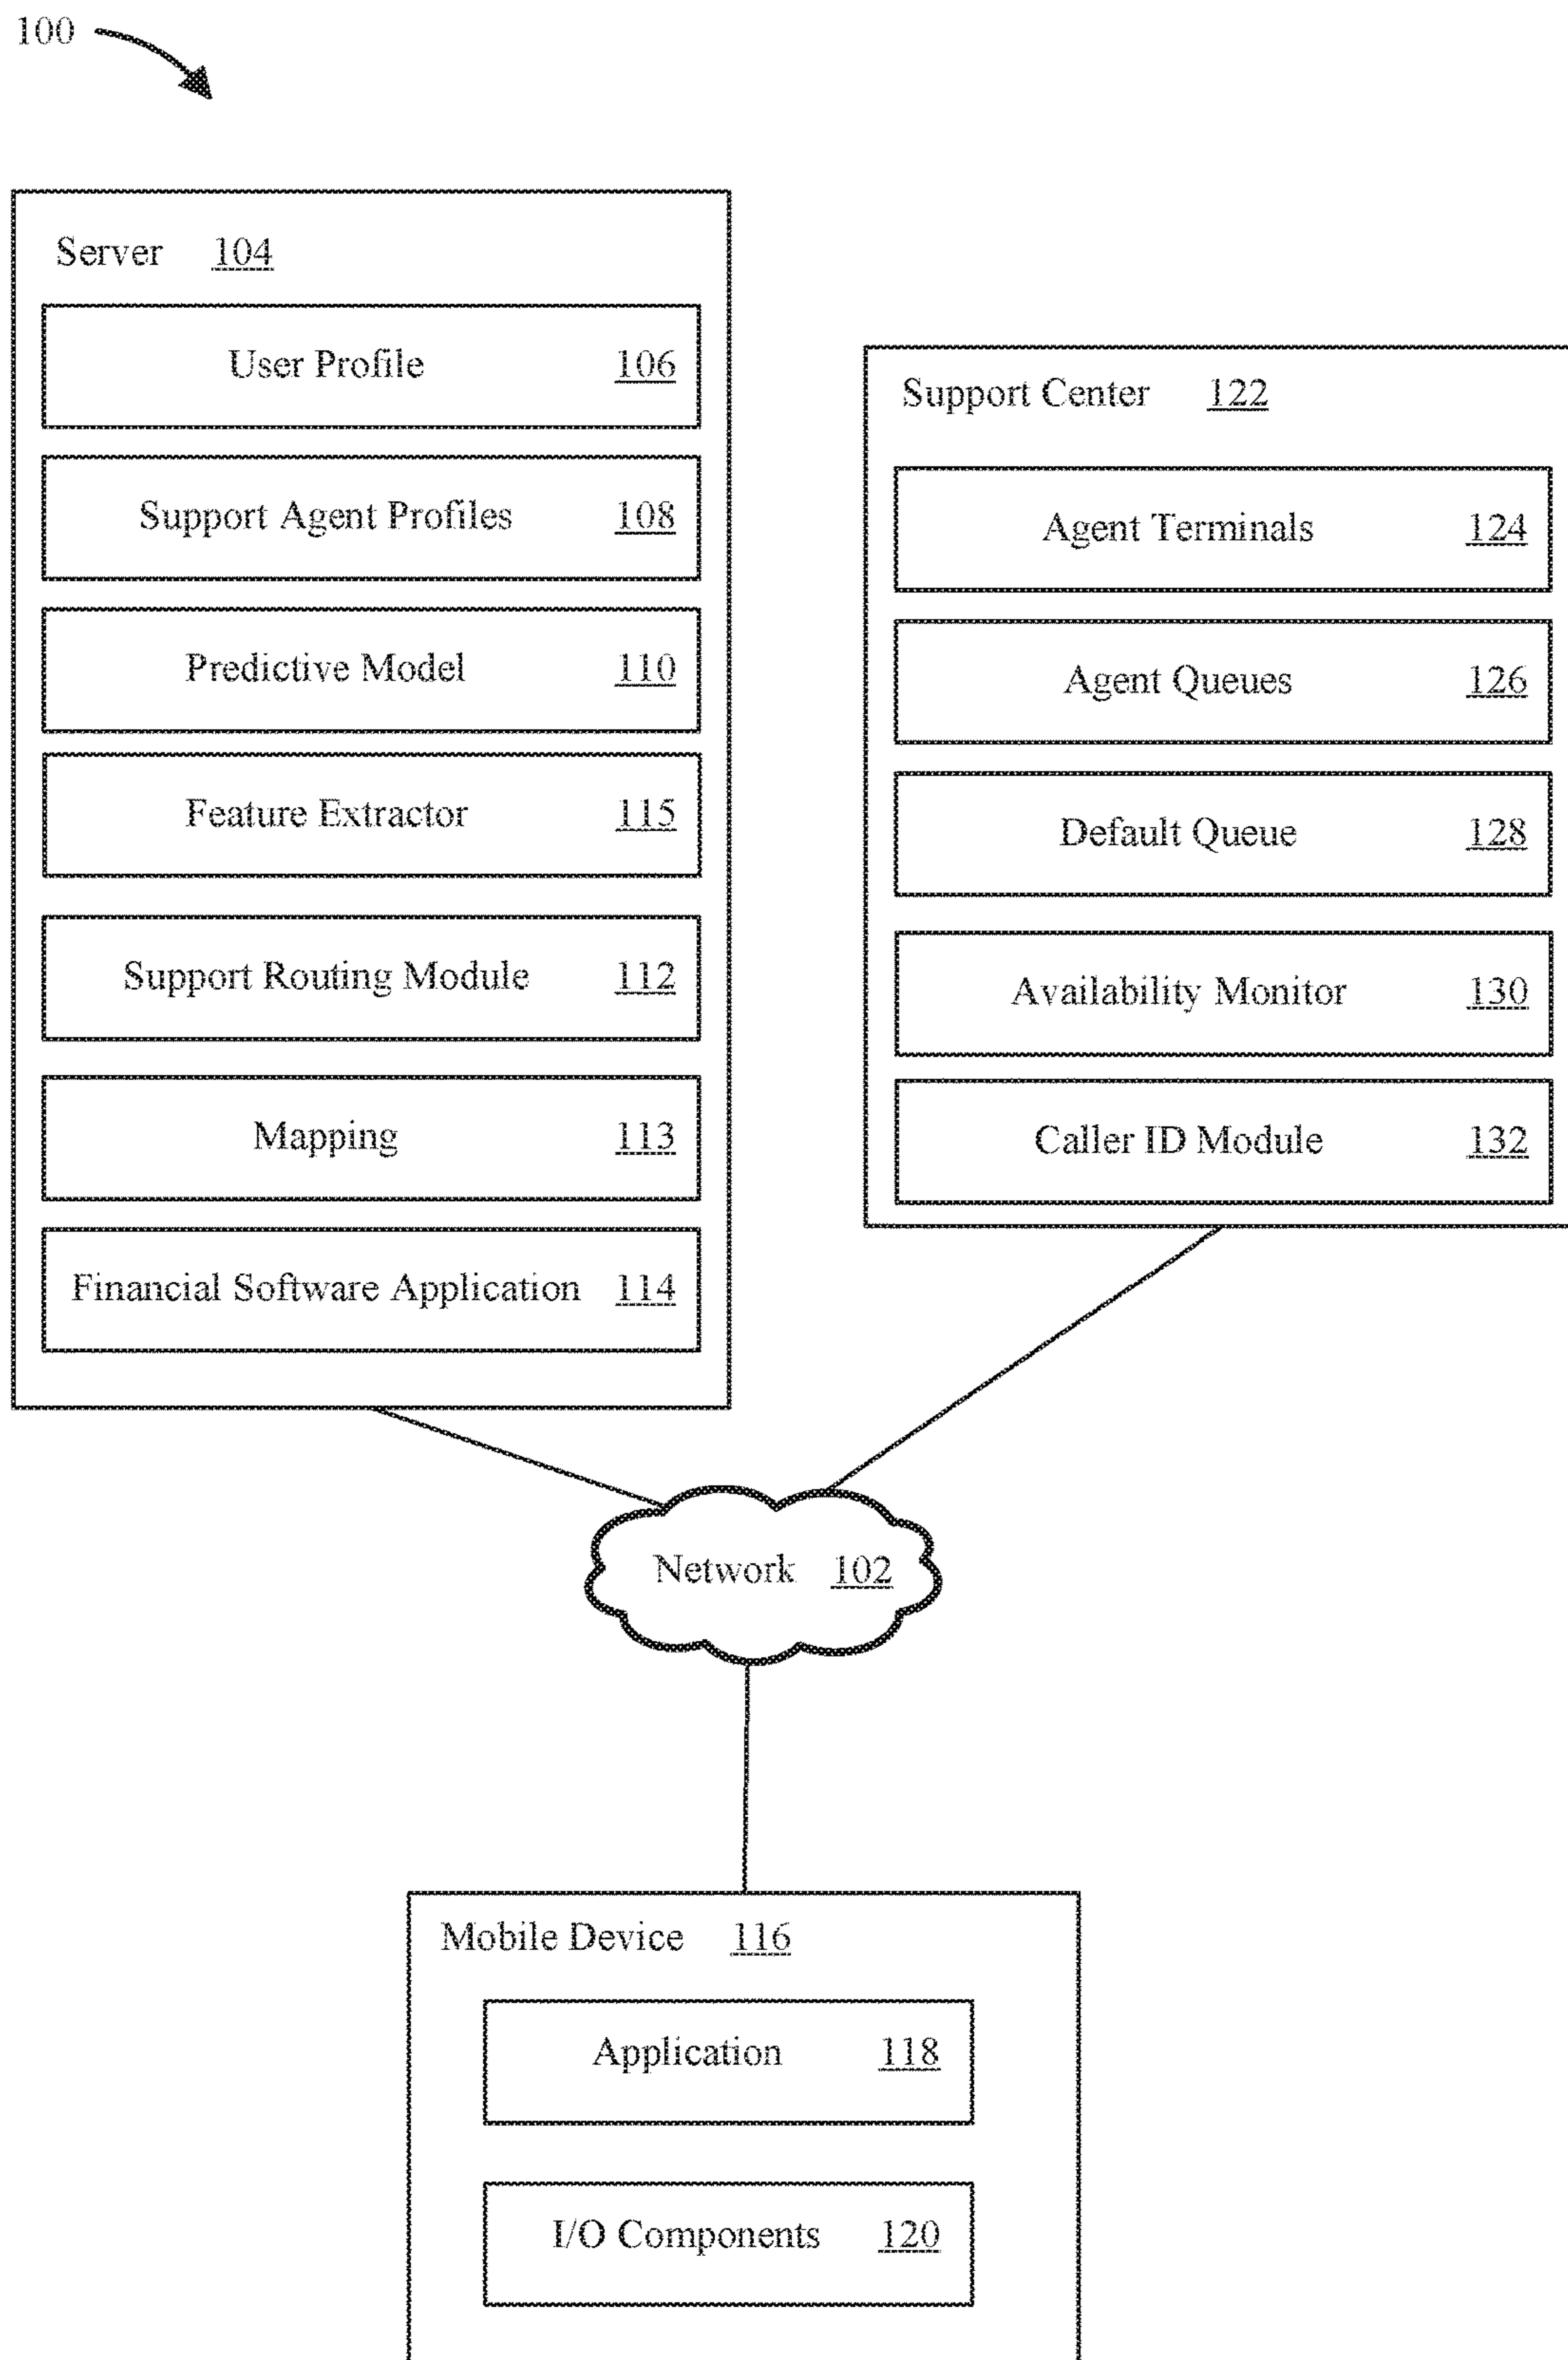 100
Server 104
User Profile 106
Support Agent Profiles 108
Predictive Model 110
Feature Extractor 115
Support Routing Module 112
Mapping 113
Financial Software Application 114
Support Center 122
Agent Terminals 124
Agent Queues 126
Default Queue 128
Availability Monitor 130
Caller ID Module 132
Network 102
Mobile Device 116
Application 118
I/O Components 120